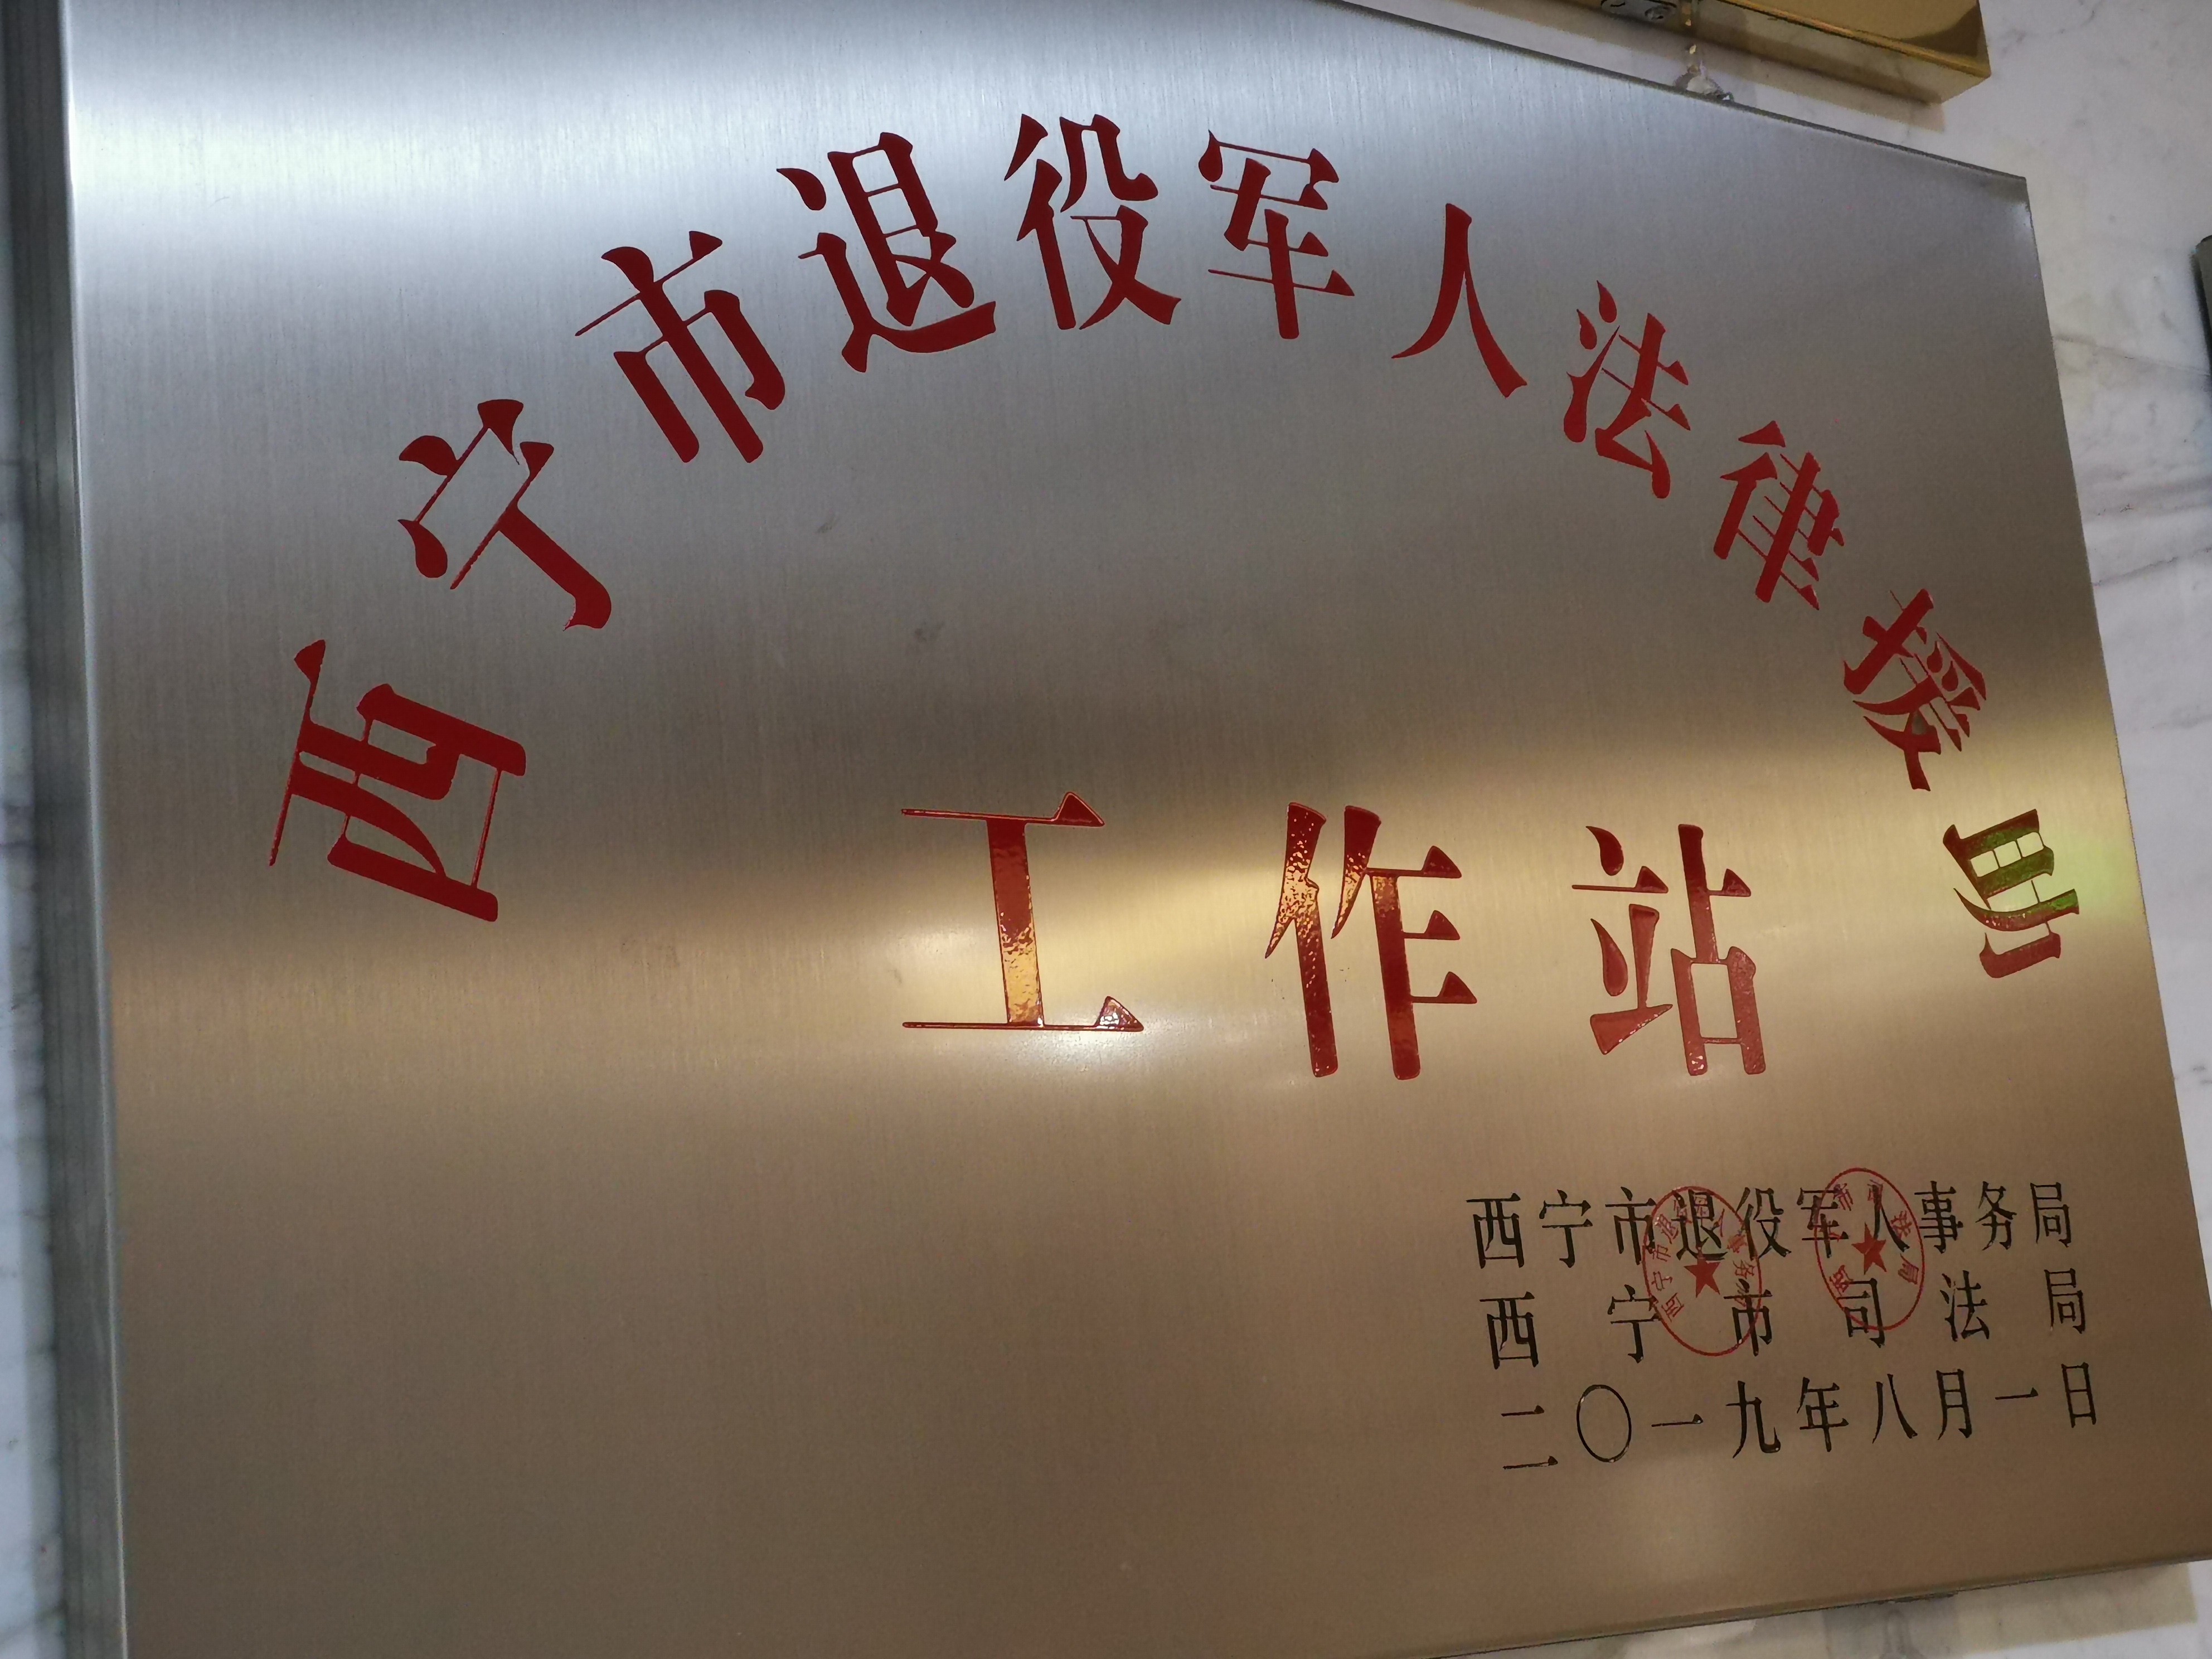 西宁市退役军人法律援助
工作站
西宁市退役军人事务局
西宁市司法局
二〇一九年八月一日